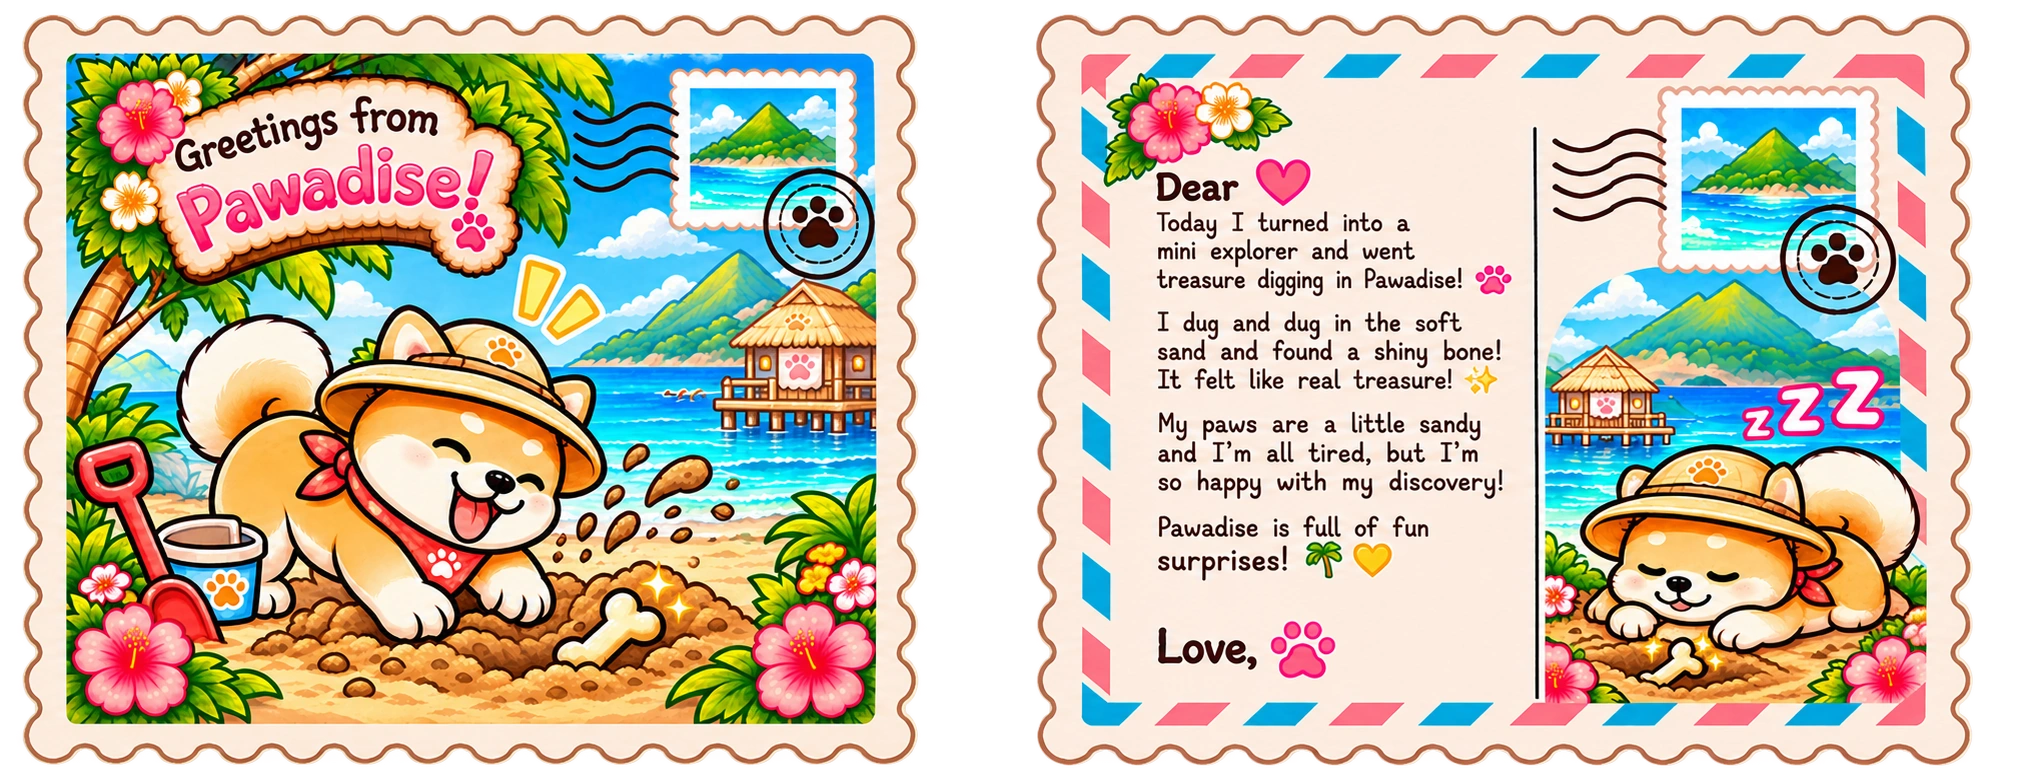 Greetings from
Pawadise!
Dear
Today I turned into a
mini explorer and went
treasure digging in Pawadise!
I dug and dug in the soft
sand and found a shiny bone!
It felt like real treasure!
My paws are a little sandy
and I'm all tired, but I'm
so happy with my discovery!
Pawadise is full of fun
surprises!
Love,
z Z Z